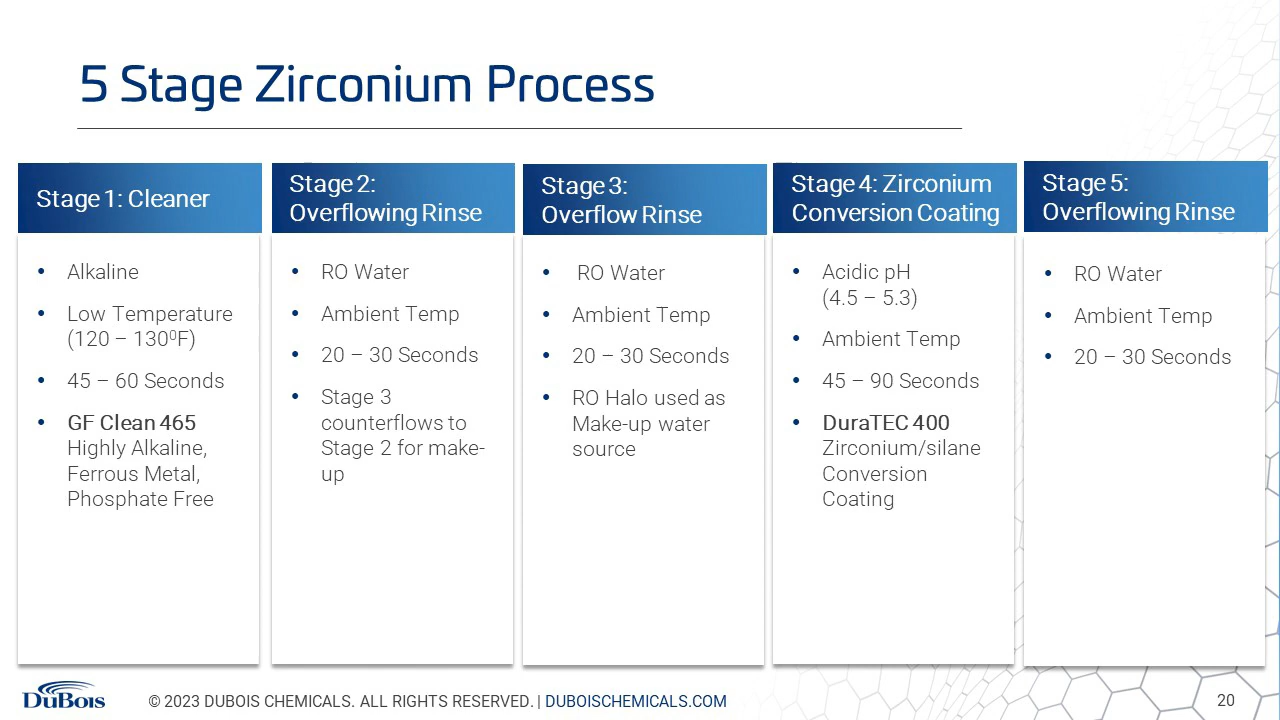 5 Stage Zirconium Process
Stage 1: Cleaner
• Alkaline
• Low Temperature
(120 – 130⁰F)
• 45 – 60 Seconds
• GF Clean 465
Highly Alkaline,
Ferrous Metal,
Phosphate Free
Stage 2:
Overflowing Rinse
• RO Water
• Ambient Temp
• 20 – 30 Seconds
• Stage 3
counterflows to
Stage 2 for make-
up
Stage 3:
Overflow Rinse
• RO Water
• Ambient Temp
• 20 – 30 Seconds
• RO Halo used as
Make-up water
source
Stage 4: Zirconium
Conversion Coating
• Acidic pH
(4.5 – 5.3)
• Ambient Temp
• 45 – 90 Seconds
• DuraTEC 400
Zirconium/silane
Conversion
Coating
Stage 5:
Overflowing Rinse
• RO Water
• Ambient Temp
• 20 – 30 Seconds
DuBois
© 2023 DUBOIS CHEMICALS. ALL RIGHTS RESERVED. | DUBOISCHEMICALS.COM
20